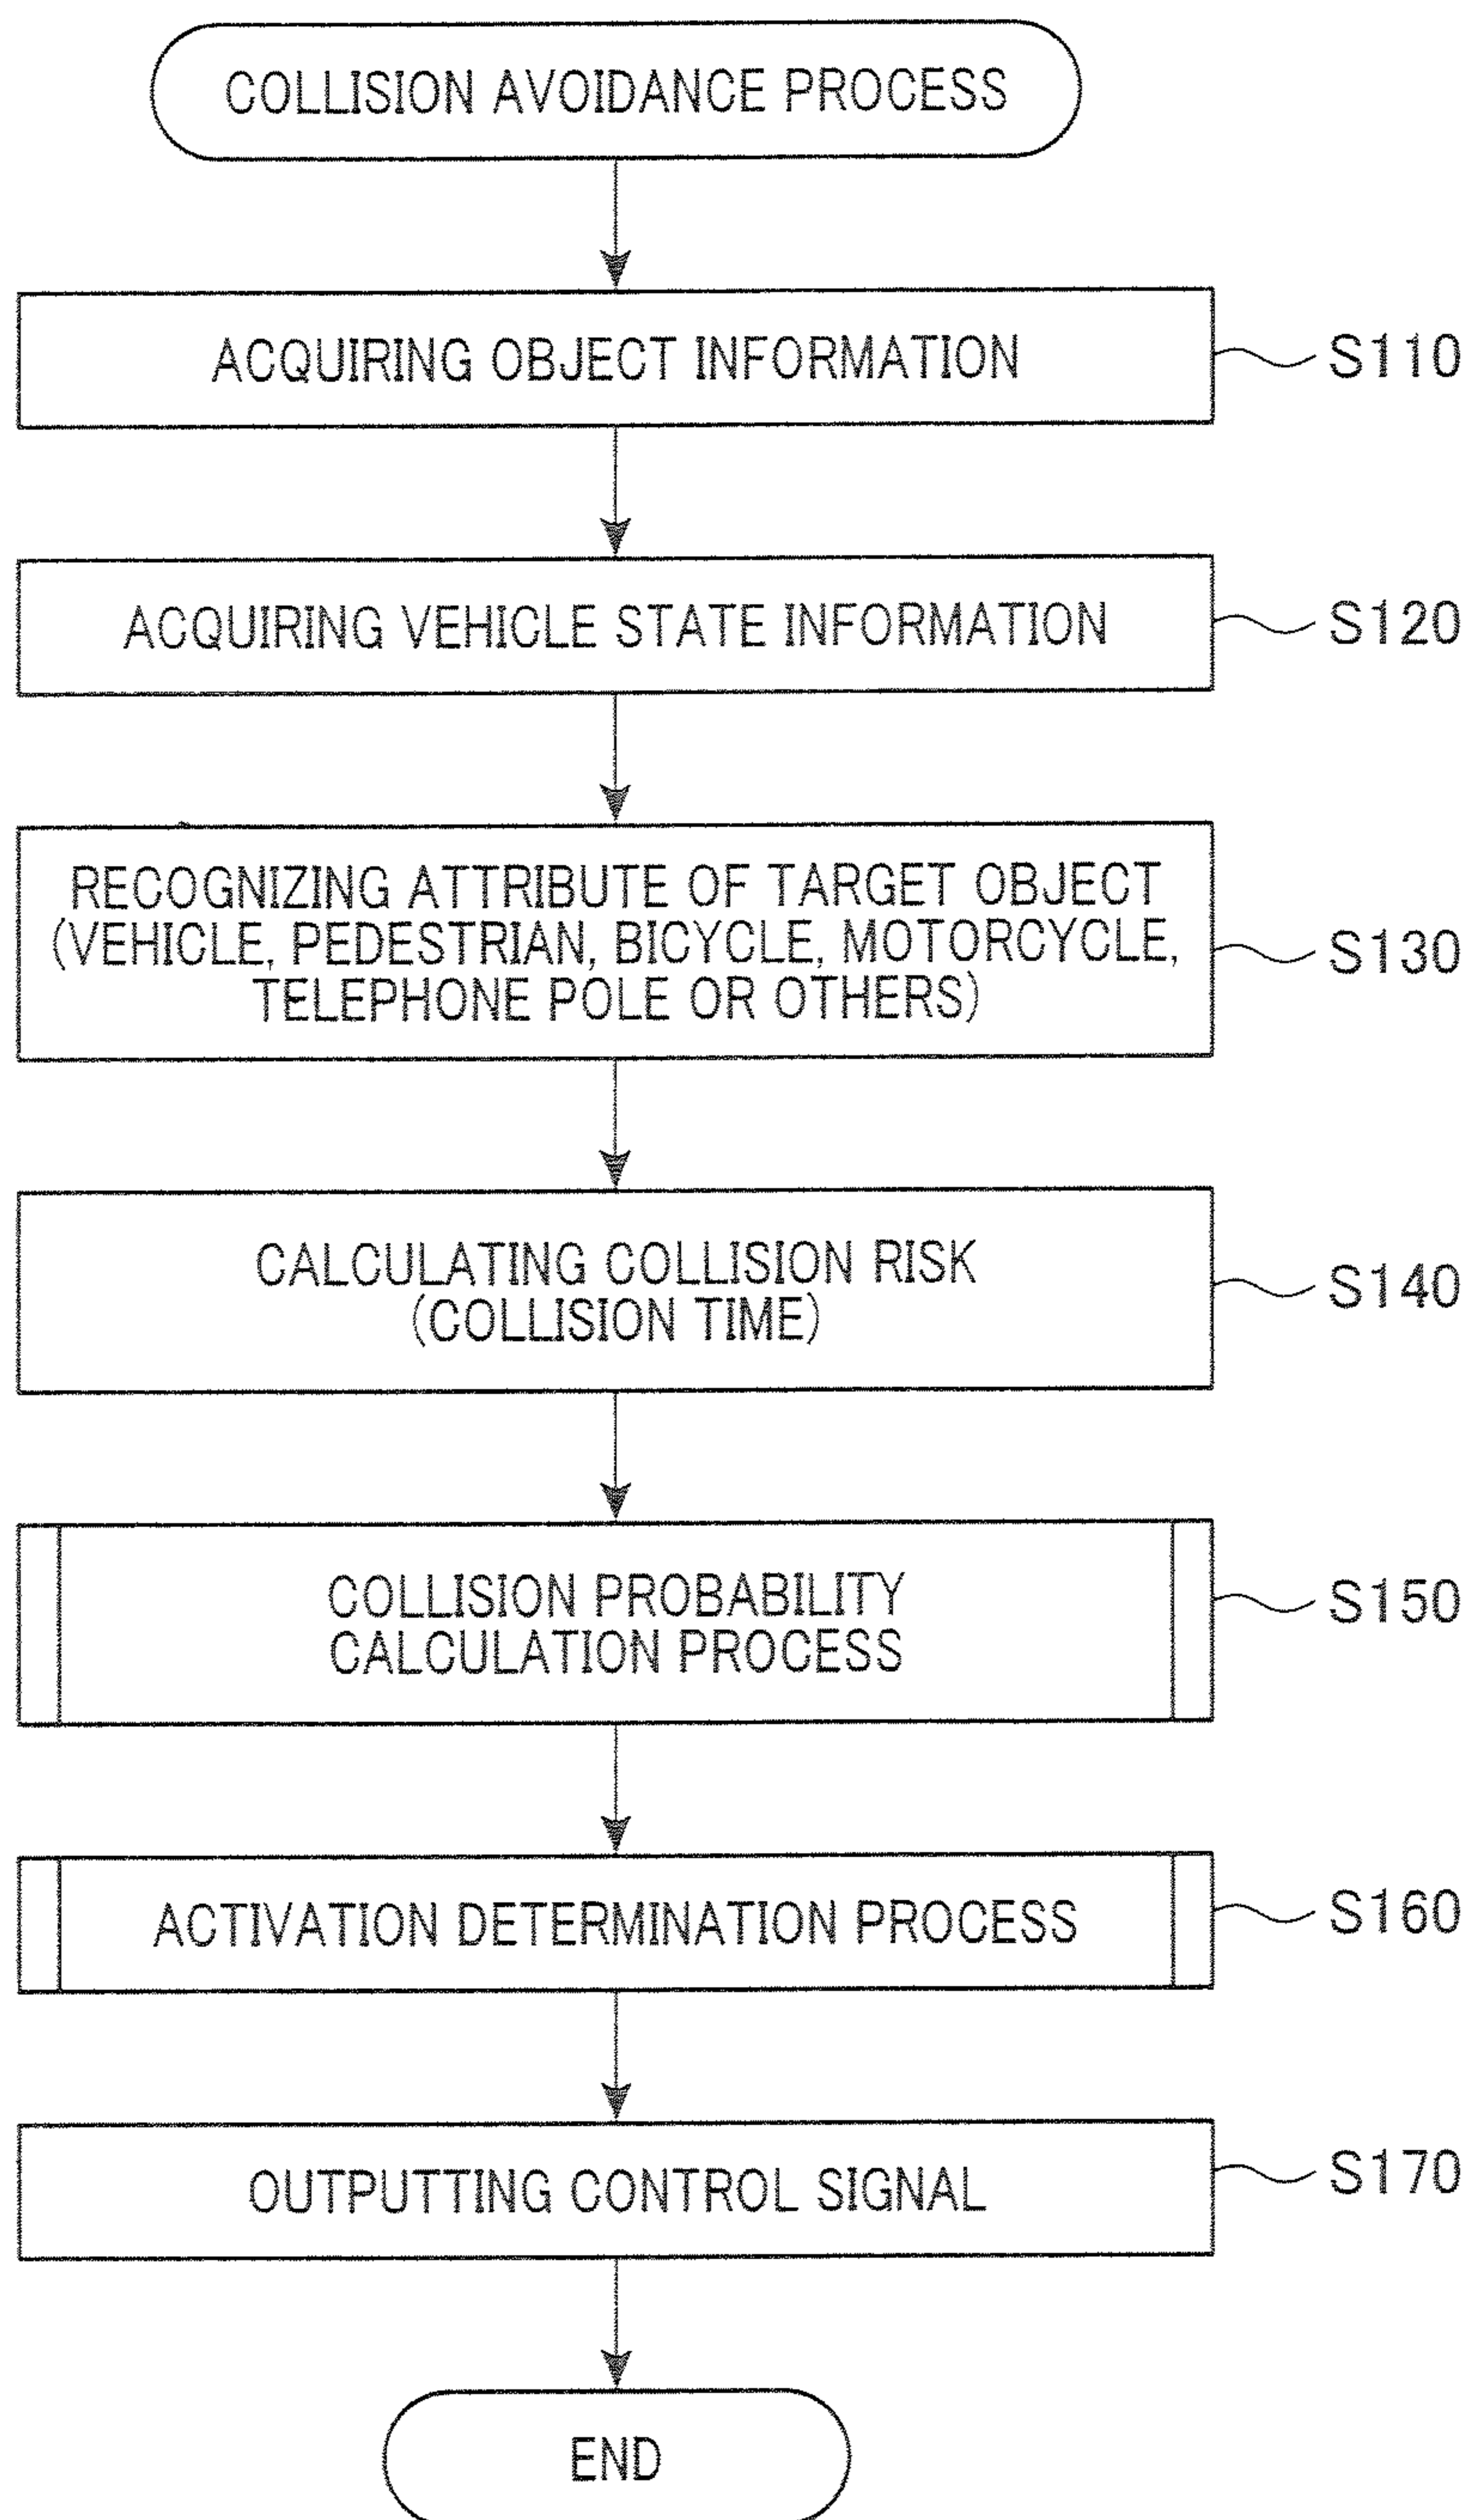 COLLISION AVOIDANCE PROCESS
ACQUIRING OBJECT INFORMATION
S110
ACQUIRING VEHICLE STATE INFORMATION
S120
RECOGNIZING ATTRIBUTE OF TARGET OBJECT
(VEHICLE, PEDESTRIAN, BICYCLE, MOTORCYCLE,
TELEPHONE POLE OR OTHERS)
S130
CALCULATING COLLISION RISK
(COLLISION TIME)
S140
COLLISION PROBABILITY
CALCULATION PROCESS
S150
ACTIVATION DETERMINATION PROCESS
S160
OUTPUTTING CONTROL SIGNAL
S170
END